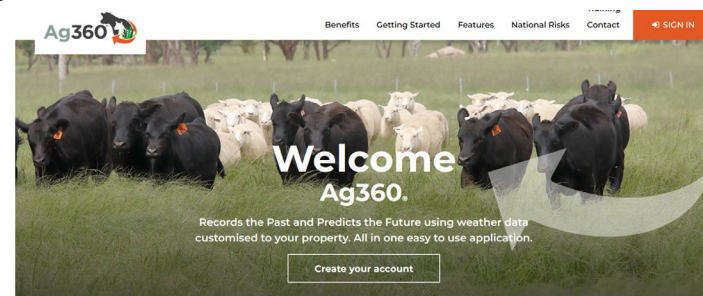 Ag360
Training
Benefits Getting Started Features National Risks Contact SIGN IN
Welcome
Ag360®
Records the Past and Predicts the Future using weather data
customised to your property. All in one easy to use application.
Create your account